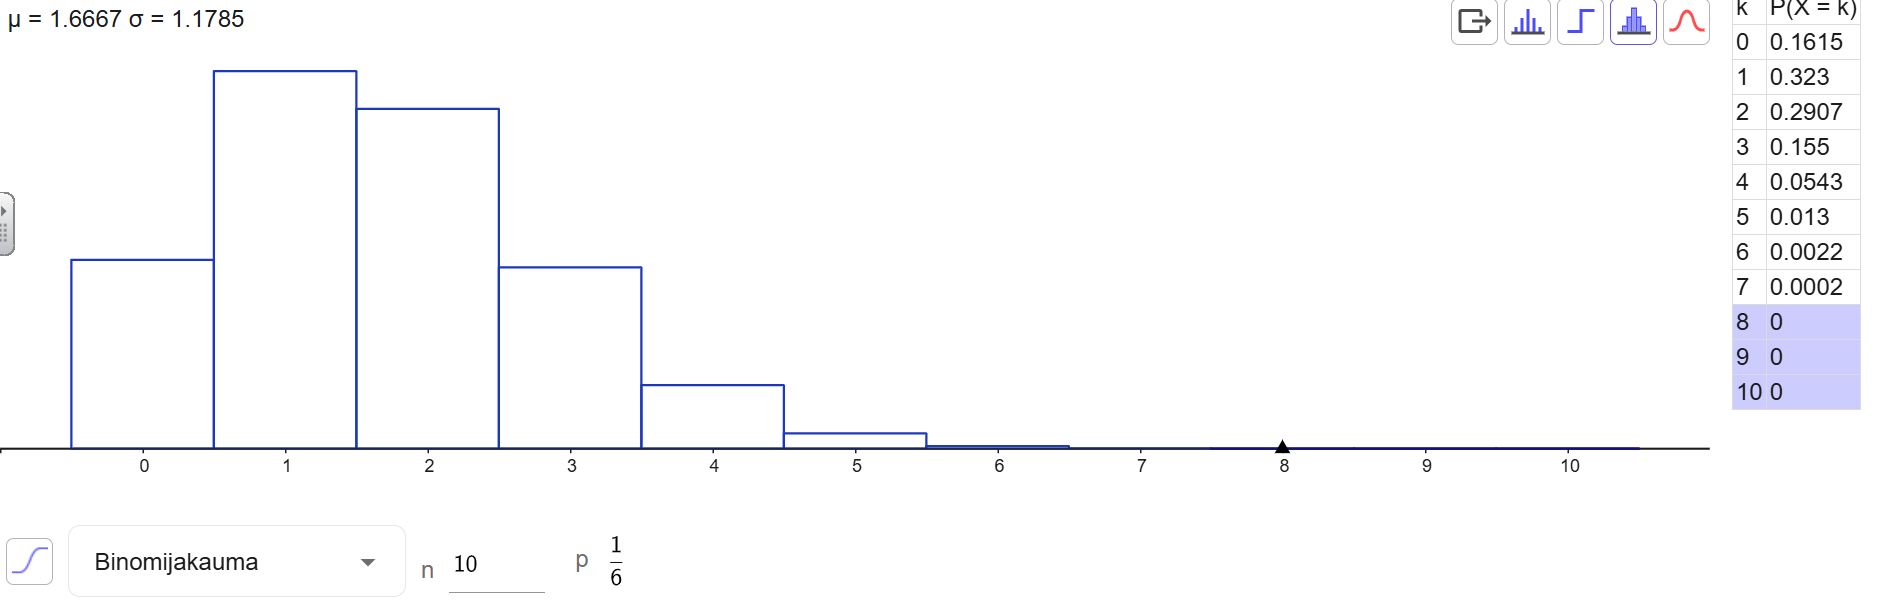 μ = 1.6667 σ = 1.1785
k P(X = k)
0 0.1615
1 0.323
2 0.2907
3 0.155
4 0.0543
5 0.013
6 0.0022
7 0.0002
8 0
9 0
10 0
0 1 2 3 4 5 6 7 8 9 10
Binomijakauma n 10 p 1/6